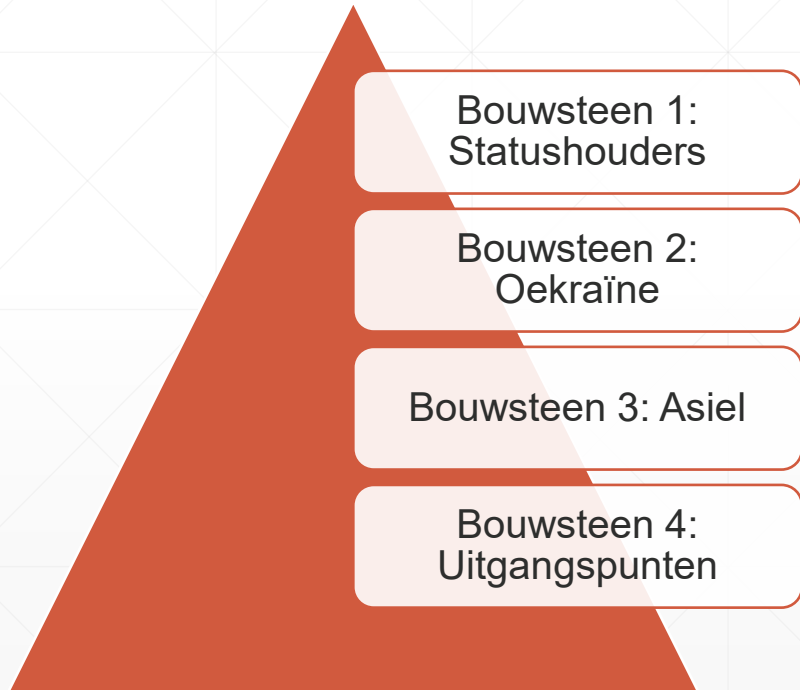 Bouwsteen 1:
Statushouders
Bouwsteen 2:
Oekraïne
Bouwsteen 3: Asiel
Bouwsteen 4:
Uitgangspunten